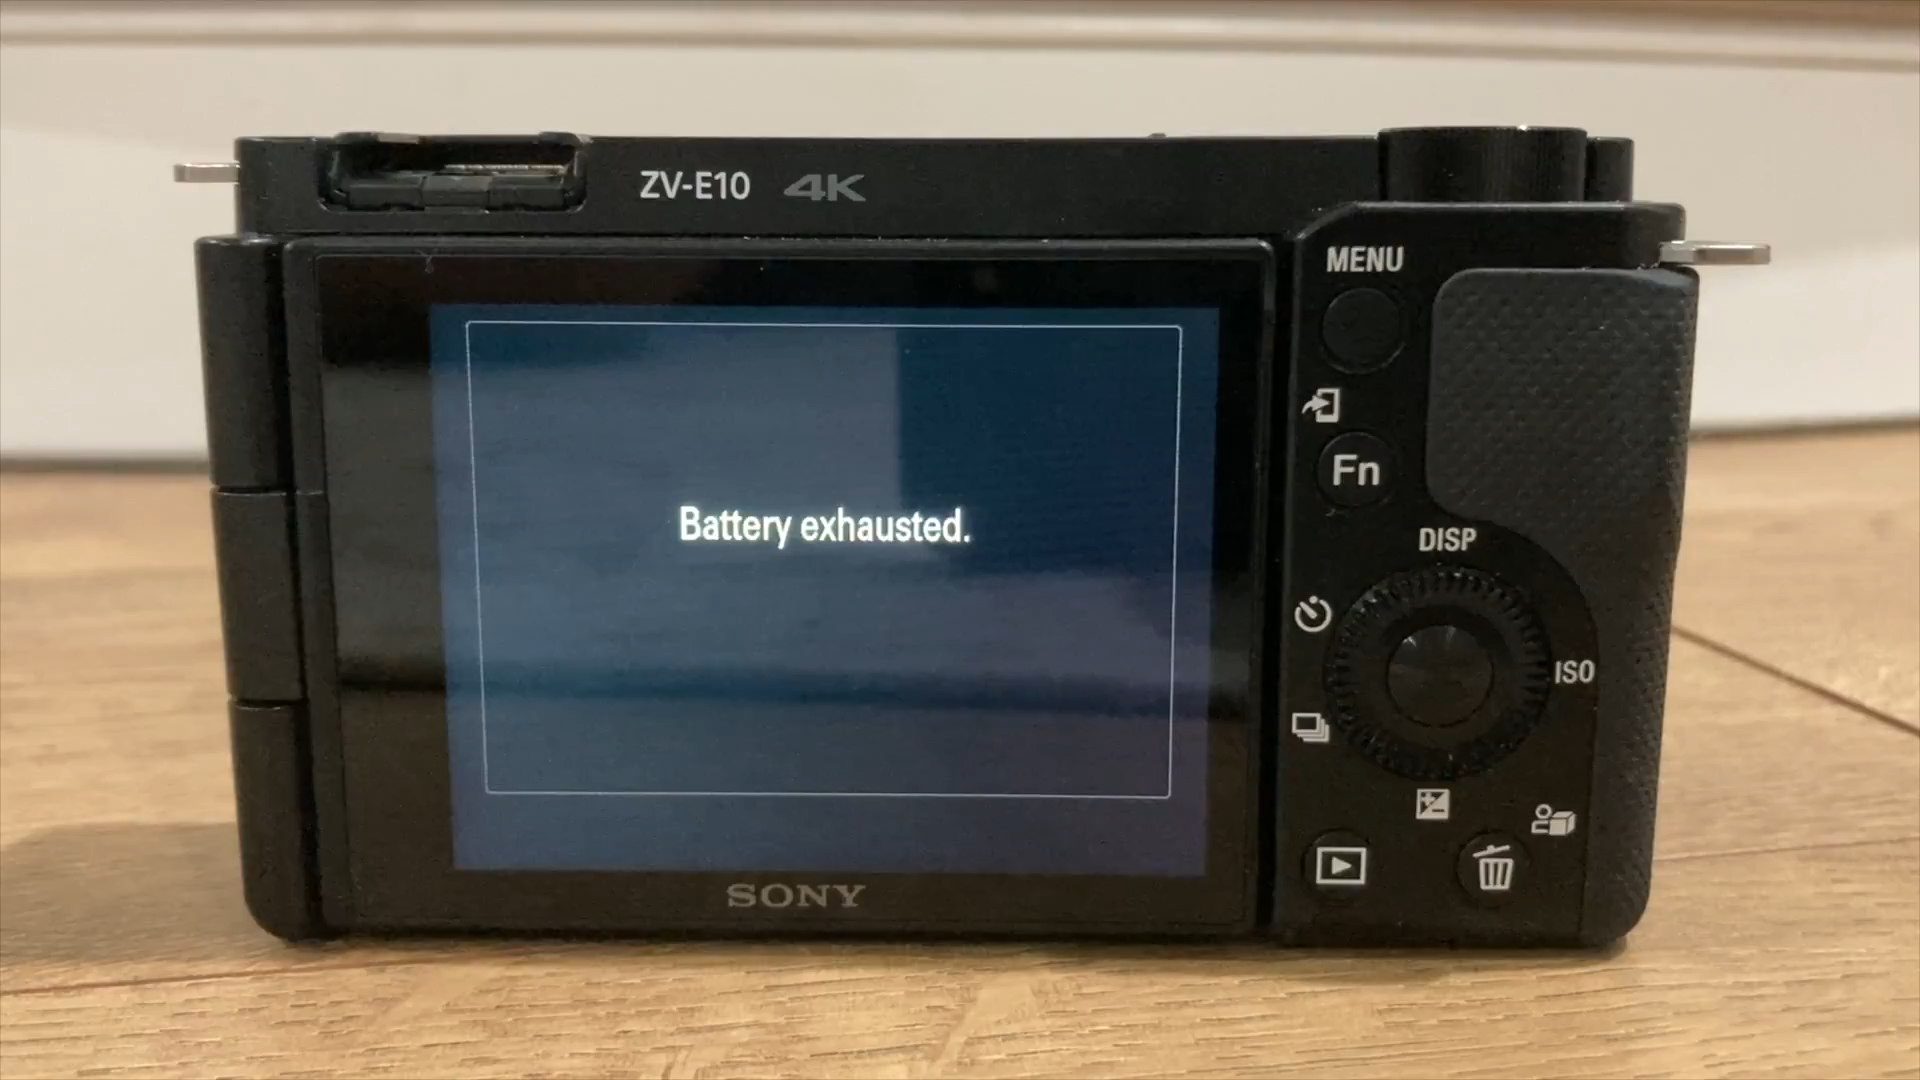 ZV-E10 4K
MENU
Fn
Battery exhausted.
DISP
ISO
SONY